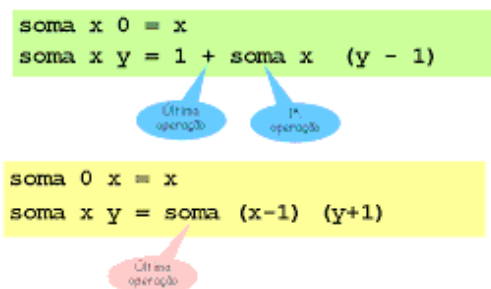 soma x 0 = x
soma x y = 1 + soma x (y - 1)
Última
operação
1ª
operação
soma 0 x = x
soma x y = soma (x-1) (y+1)
Última
operação